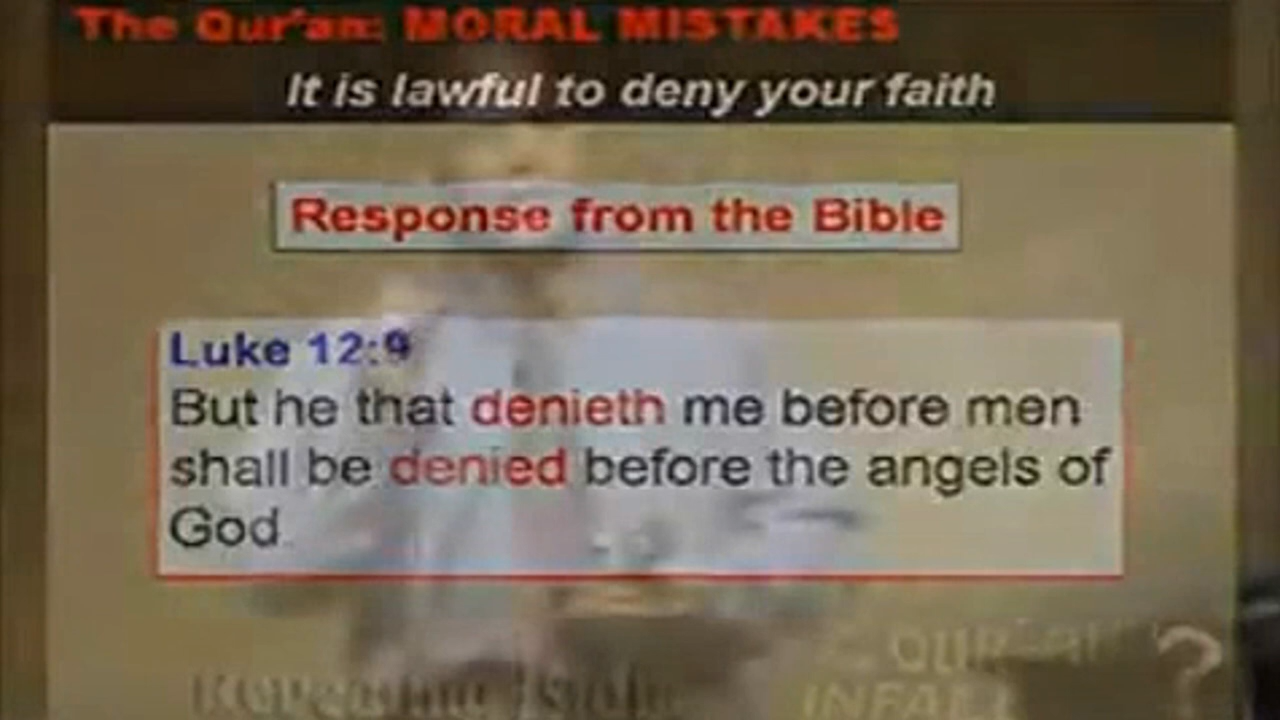 The Qur'an: MORAL MISTAKES
It is lawful to deny your faith
Response from the Bible
Luke 12:9
But he that denieth me before men
shall be denied before the angels of
God